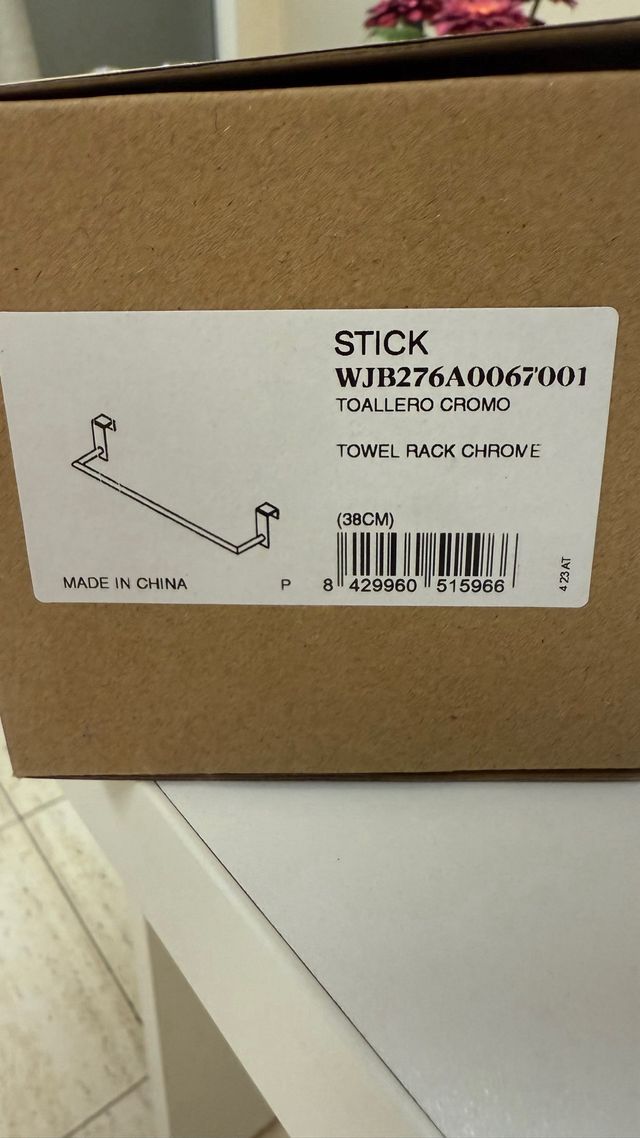 STICK
WJB276A0067001
TOALLERO CROMO
TOWEL RACK CHROME
(38CM)
MADE IN CHINA
P
8 429960 515966
4 23 AT